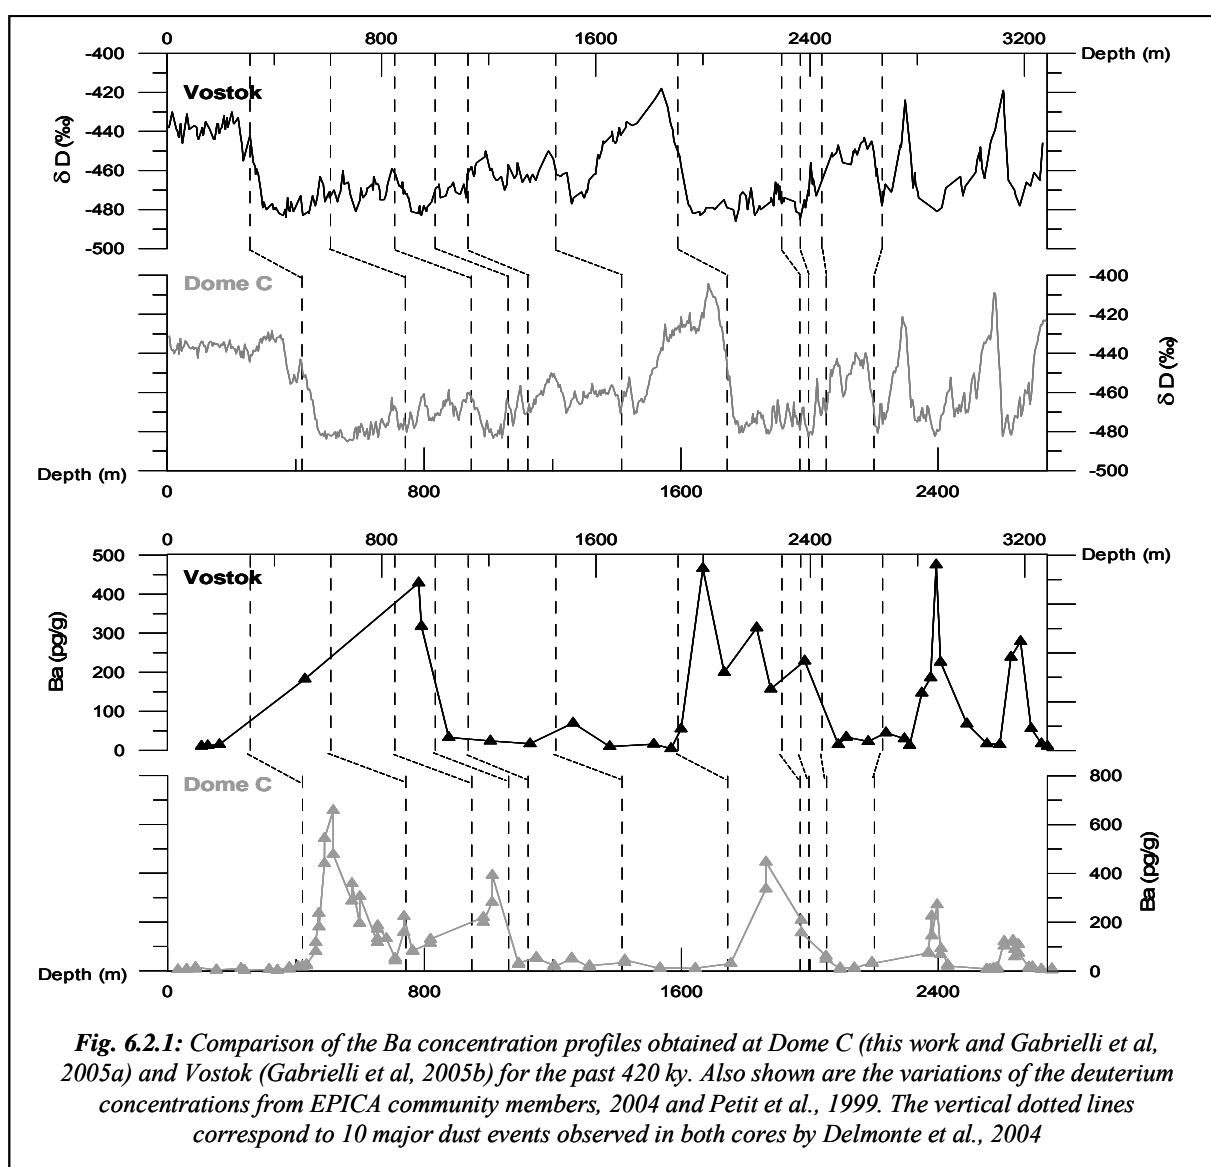 0 800 1600 2400 3200
Depth (m)
-400
-420
-440
-460
-480
-500
δ D (‰)
Vostok
Dome C
-400
-420
-440
-460
-480
-500
δ D (‰)
Depth (m)
0 800 1600 2400
0 800 1600 2400 3200
Depth (m)
500
400
300
200
100
0
Ba (pg/g)
Vostok
Dome C
800
600
400
200
0
Ba (pg/g)
Depth (m)
0 800 1600 2400
Fig. 6.2.1: Comparison of the Ba concentration profiles obtained at Dome C (this work and Gabrielli et al,
2005a) and Vostok (Gabrielli et al, 2005b) for the past 420 ky. Also shown are the variations of the deuterium
concentrations from EPICA community members, 2004 and Petit et al., 1999. The vertical dotted lines
correspond to 10 major dust events observed in both cores by Delmonte et al., 2004